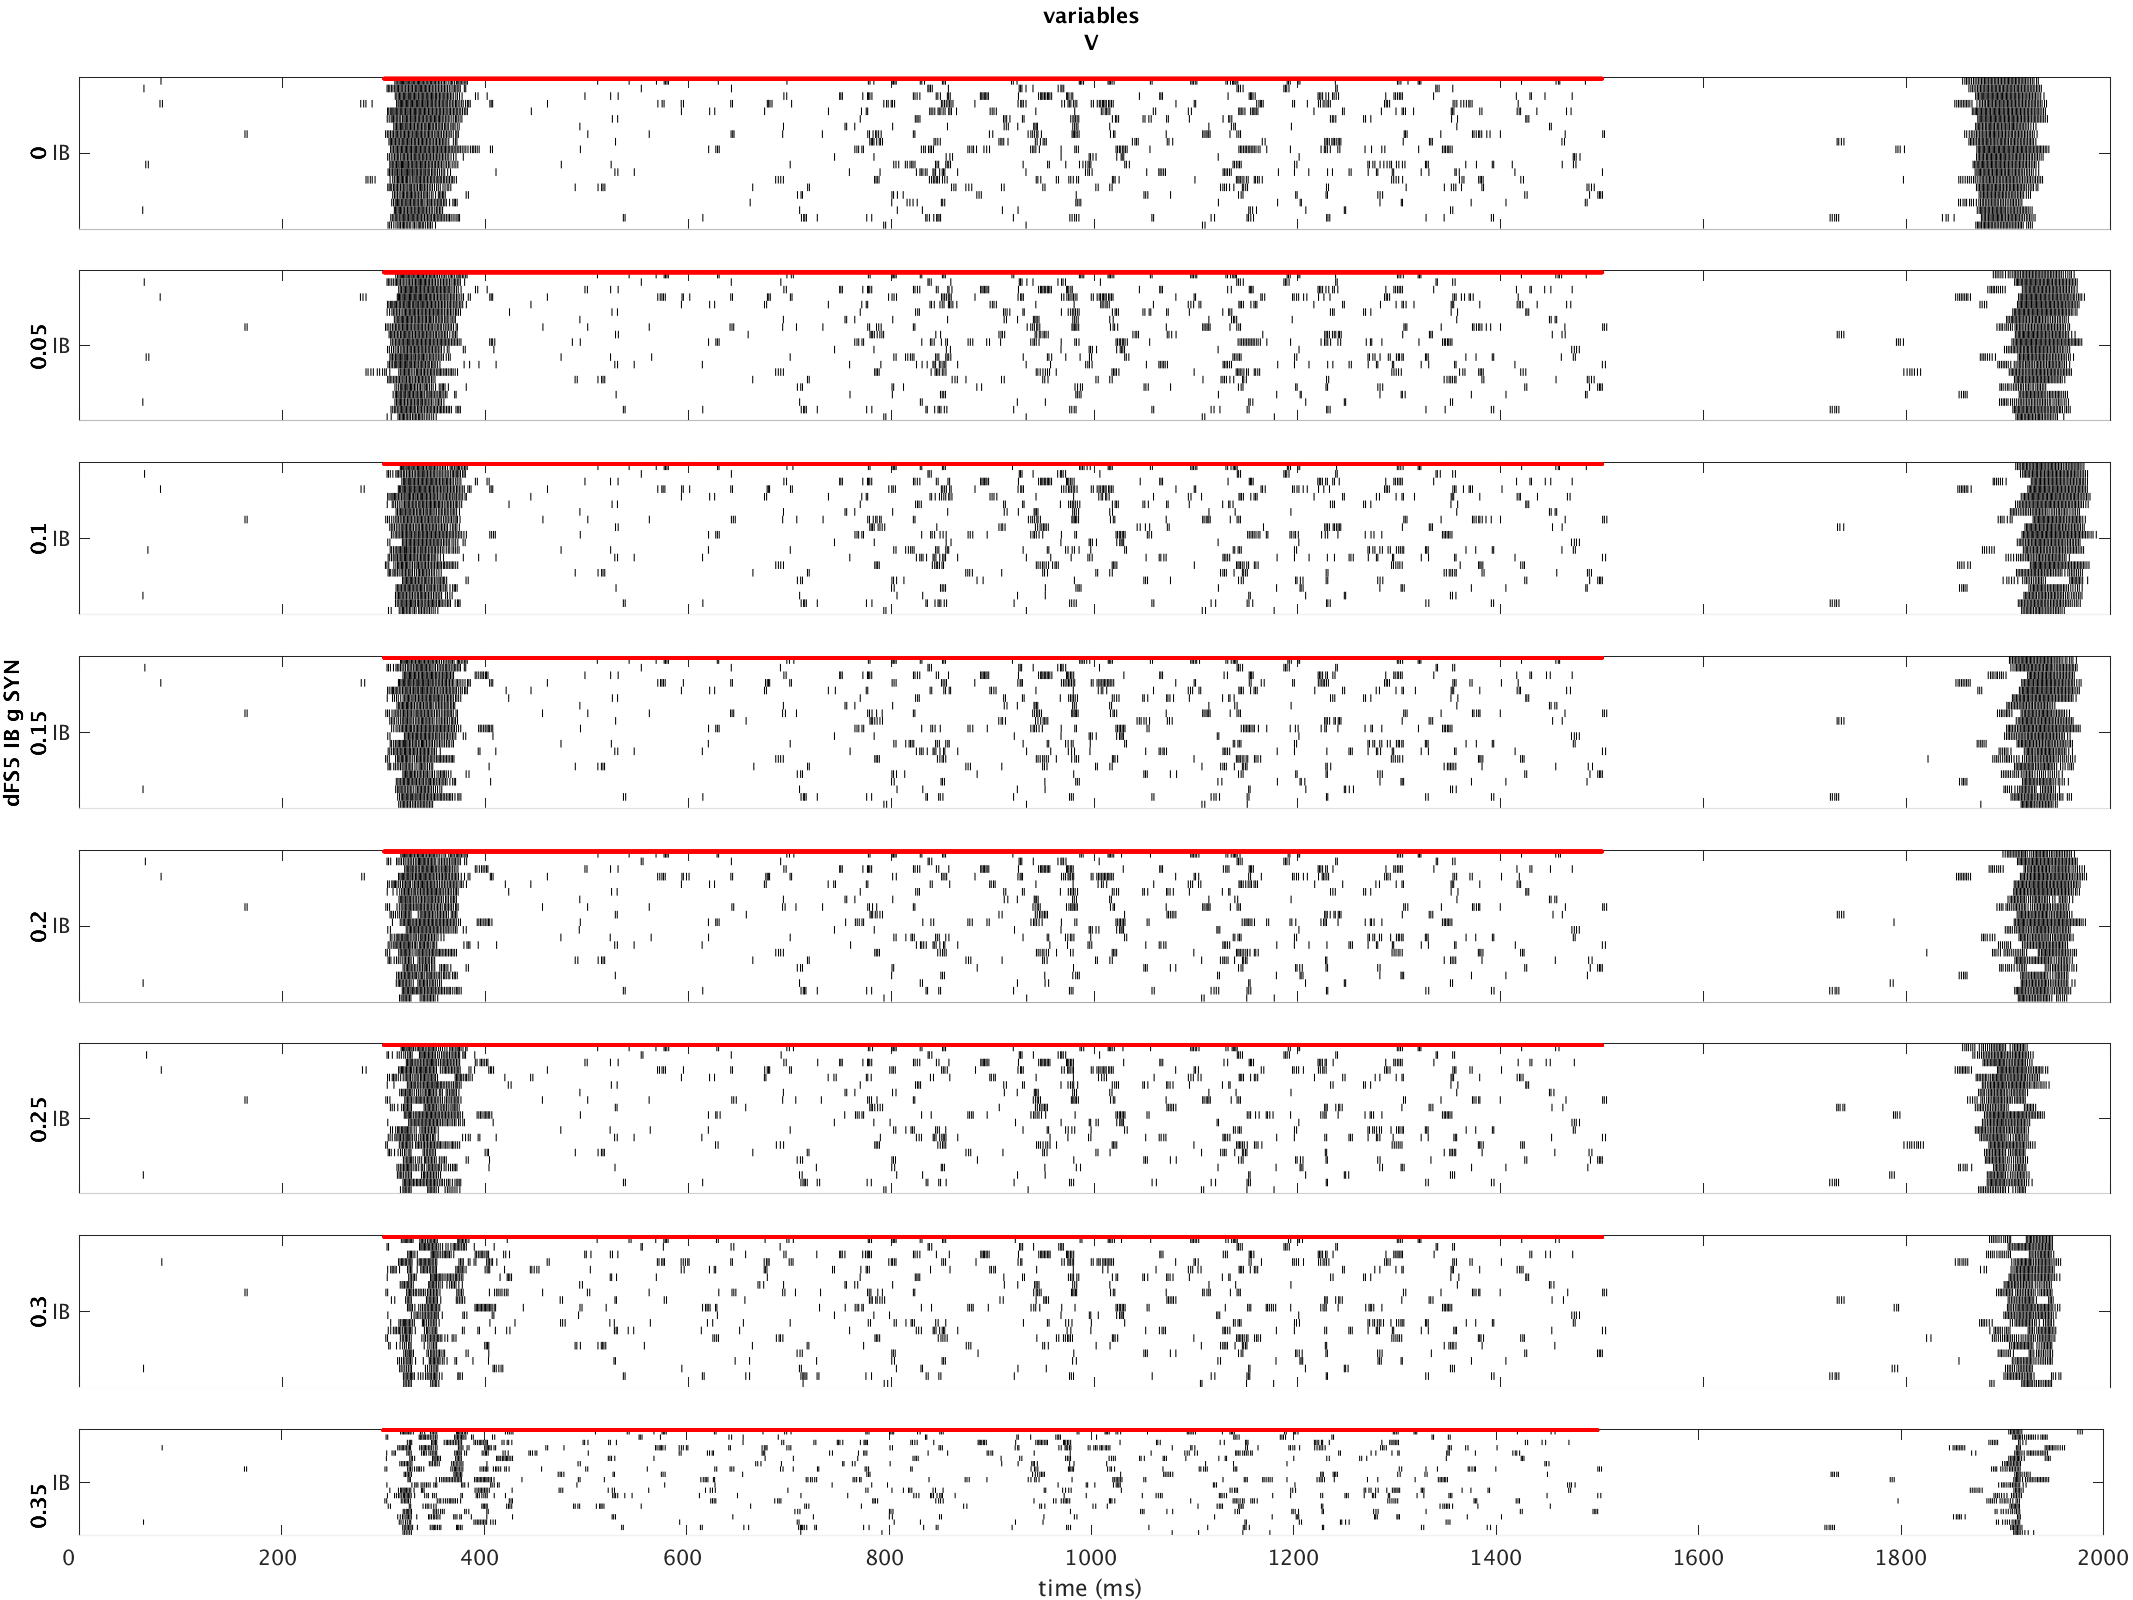 variables
V
dFS5 IB g SYN
0 IB
0.05 IB
0.1 IB
0.15 IB
0.2 IB
0.25 IB
0.3 IB
0.35 IB
0 200 400 600 800 1000 1200 1400 1600 1800 2000
time (ms)